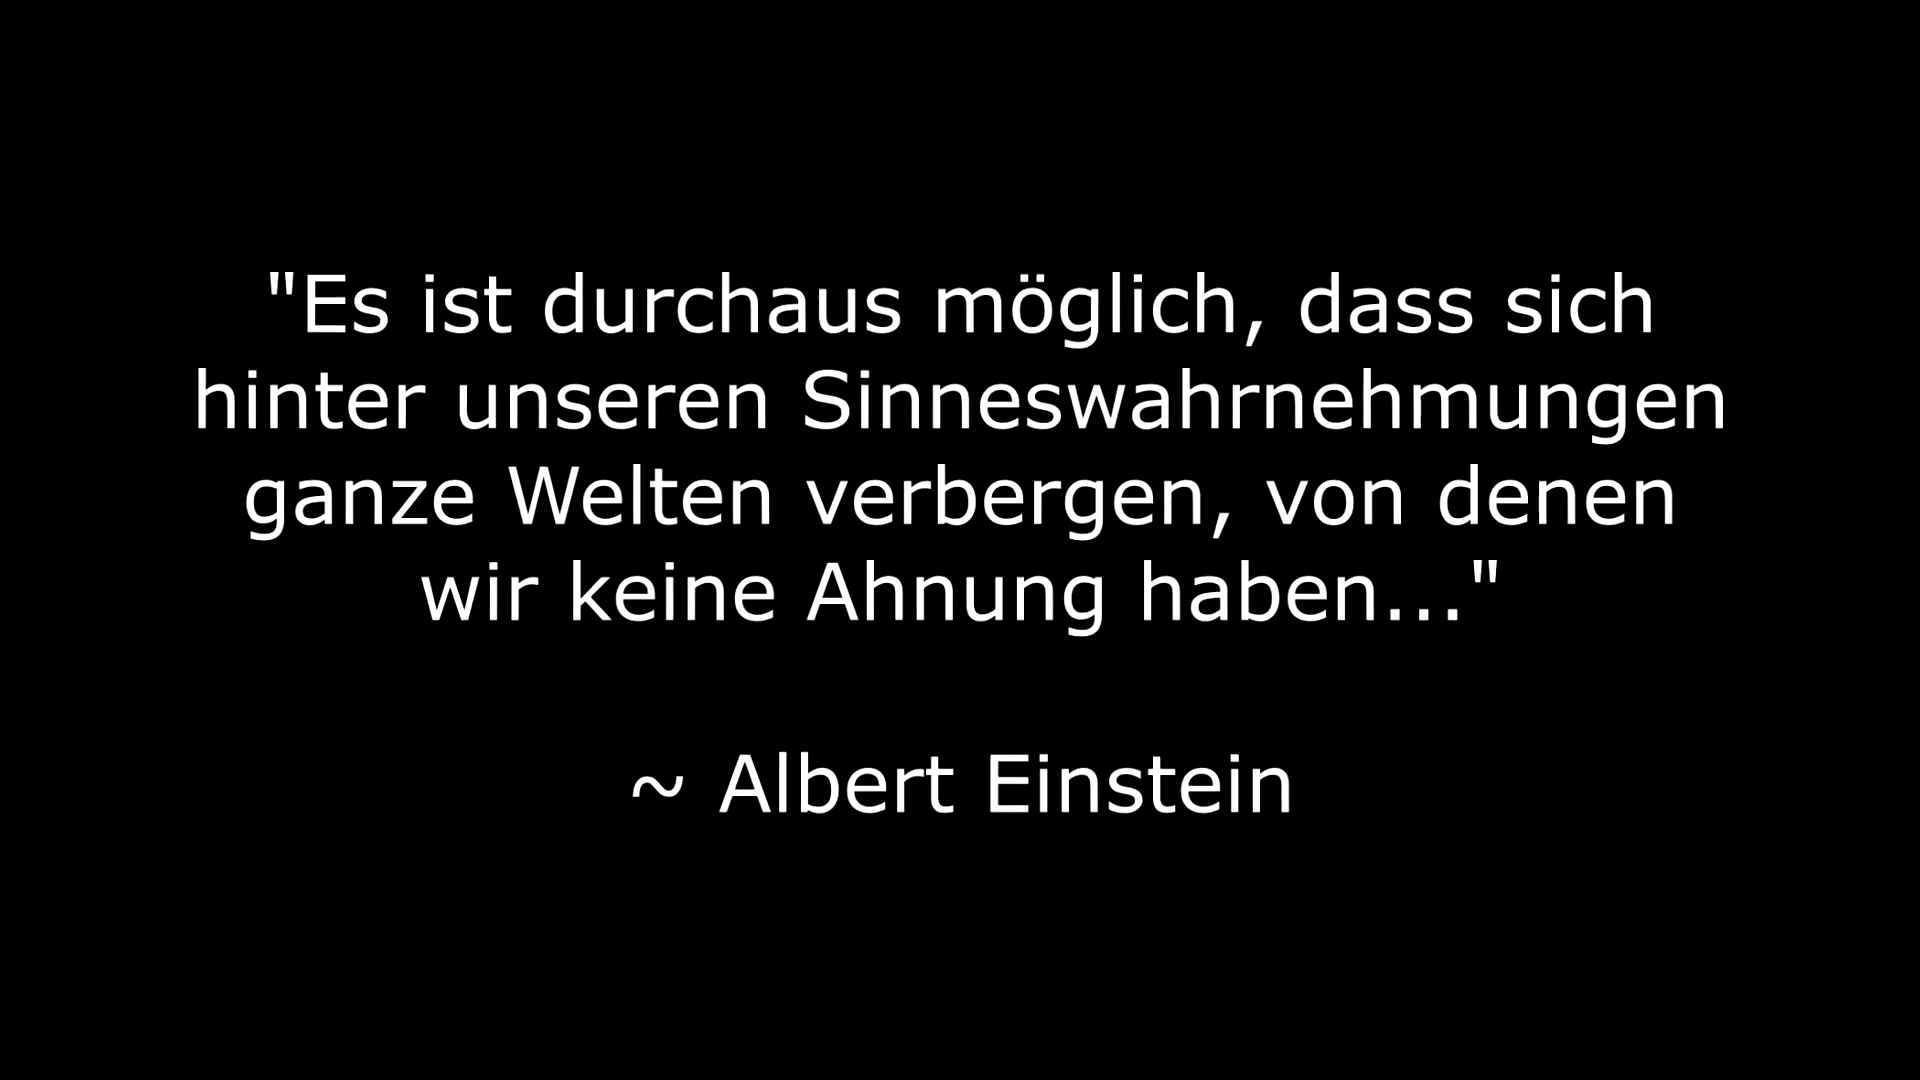 "Es ist durchaus möglich, dass sich
hinter unseren Sinneswahrnehmungen
ganze Welten verbergen, von denen
wir keine Ahnung haben..."
~ Albert Einstein